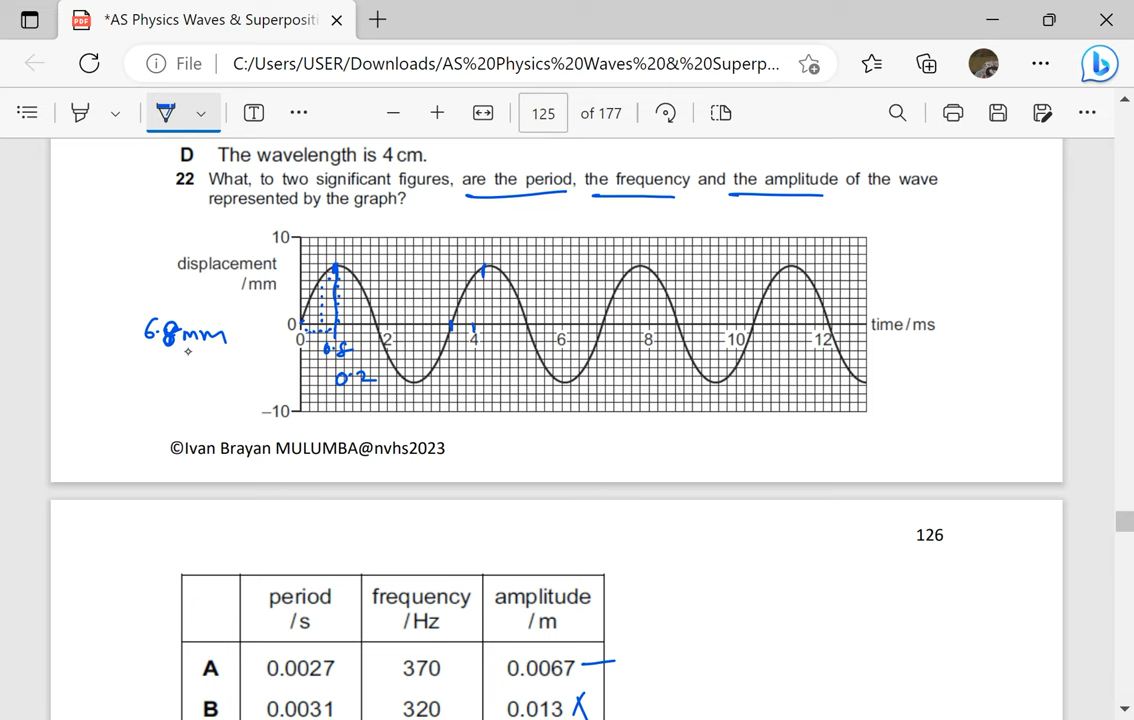 *AS Physics Waves & Superpositi
File
C:/Users/USER/Downloads/AS%20Physics%20Waves%20&%20Superp...
125 of 177
D The wavelength is 4 cm.
22 What, to two significant figures, are the period, the frequency and the amplitude of the wave
represented by the graph?
10
displacement
/mm
0
time / ms
0 2 4 6 8 10 12
6.8mm
0.8
0.2
–10
©Ivan Brayan MULUMBA@nvhs2023
126
period frequency amplitude
/ s / Hz / m
A 0.0027 370 0.0067
B 0.0031 320 0.013